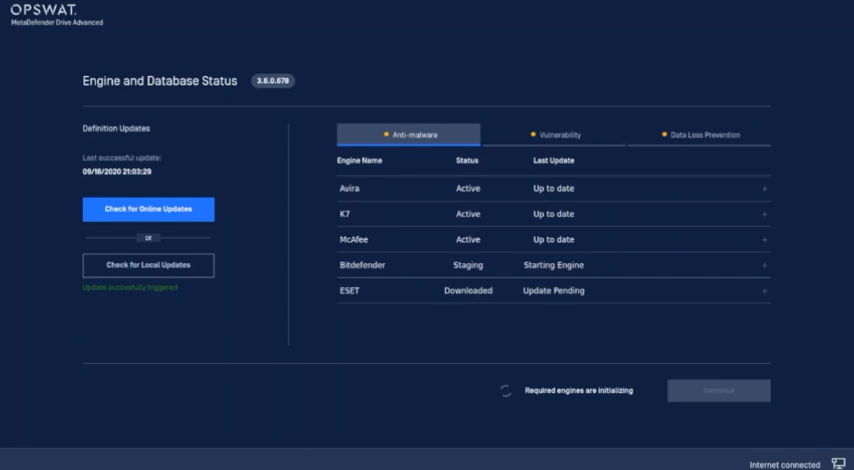 OPSWAT.
MetaDefender Drive Advanced
Engine and Database Status 3.6.0.678
Definition Updates
Last successful update:
09/16/2020 21:03:29
Check for Online Updates
or
Check for Local Updates
Update succesfully triggered
Anti-malware Vulnerability Data Loss Prevention
Engine Name Status Last Update
Avira Active Up to date +
K7 Active Up to date +
McAfee Active Up to date +
Bitdefender Staging Starting Engine +
ESET Downloaded Update Pending +
Required engines are initializing Continue
Internet connected